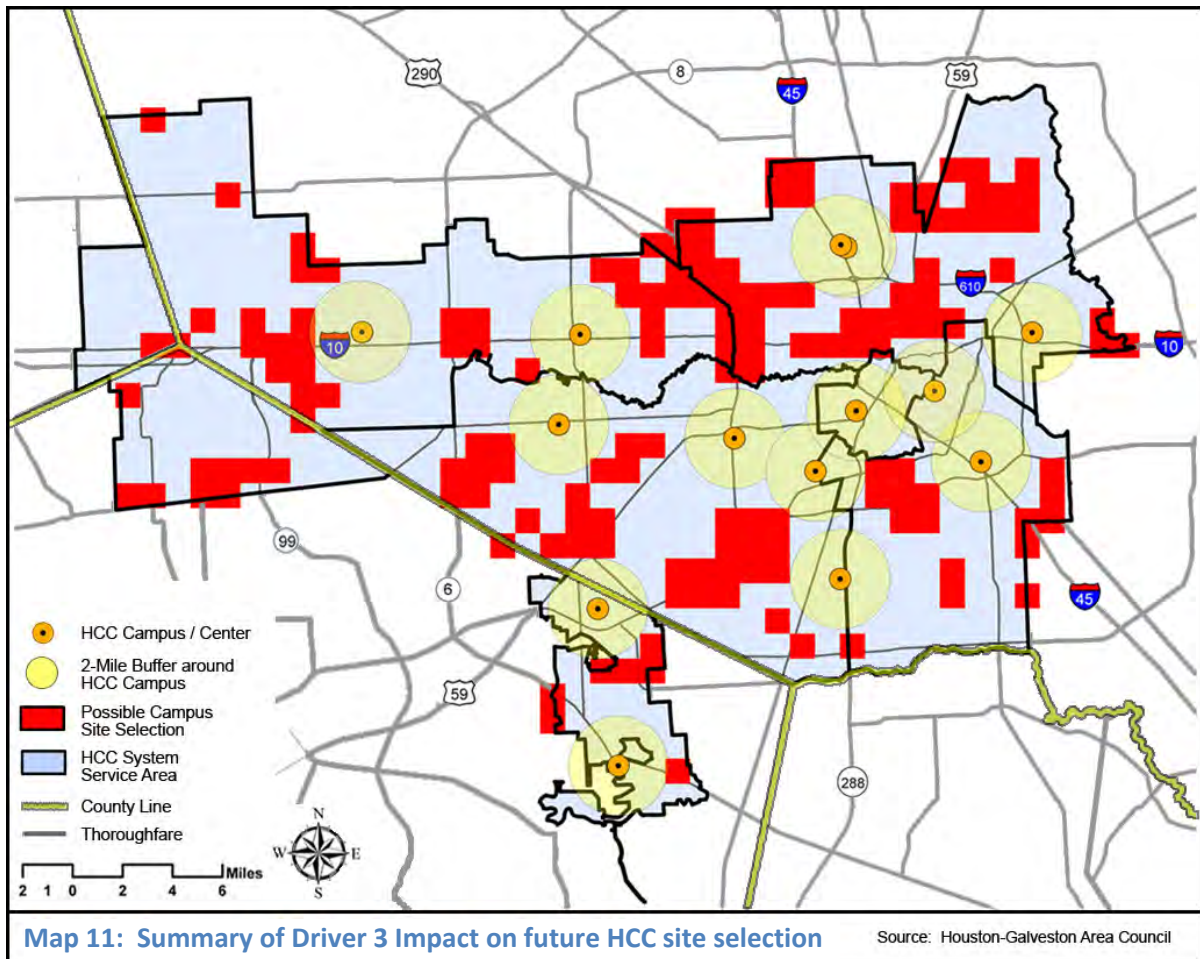 290
8
45
59
610
10
10
99
6
45
59
288
HCC Campus / Center
2-Mile Buffer around
HCC Campus
Possible Campus
Site Selection
HCC System
Service Area
County Line
Thoroughfare
N
W E
S
Miles
2 1 0 2 4 6
Map 11: Summary of Driver 3 Impact on future HCC site selection
Source: Houston-Galveston Area Council